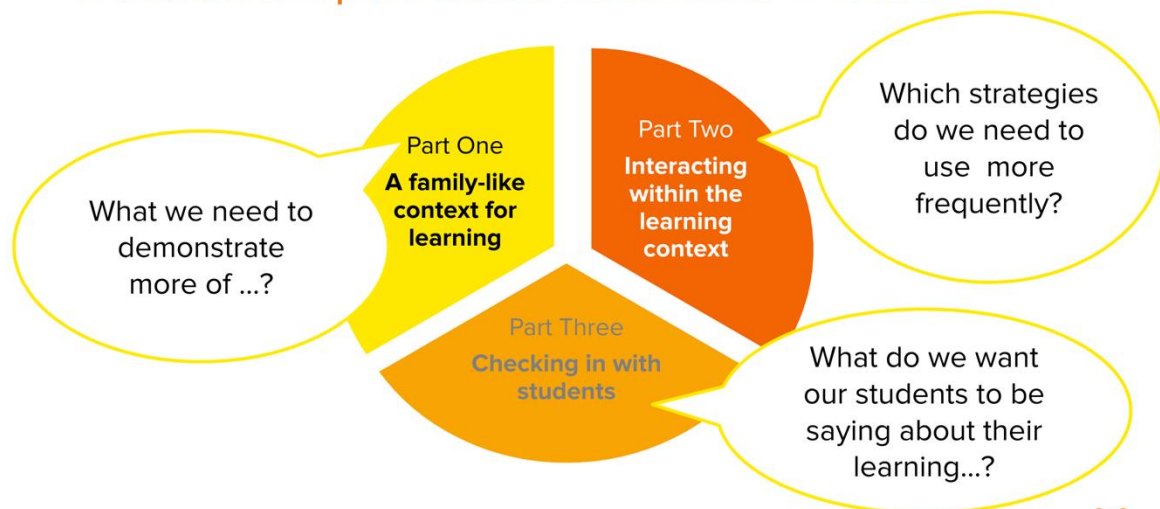 What we need to
demonstrate
more of ...?
Part One
A family-like
context for
learning
Part Two
Interacting
within the
learning
context
Which strategies
do we need to
use more
frequently?
Part Three
Checking in with
students
What do we want
our students to be
saying about their
learning...?